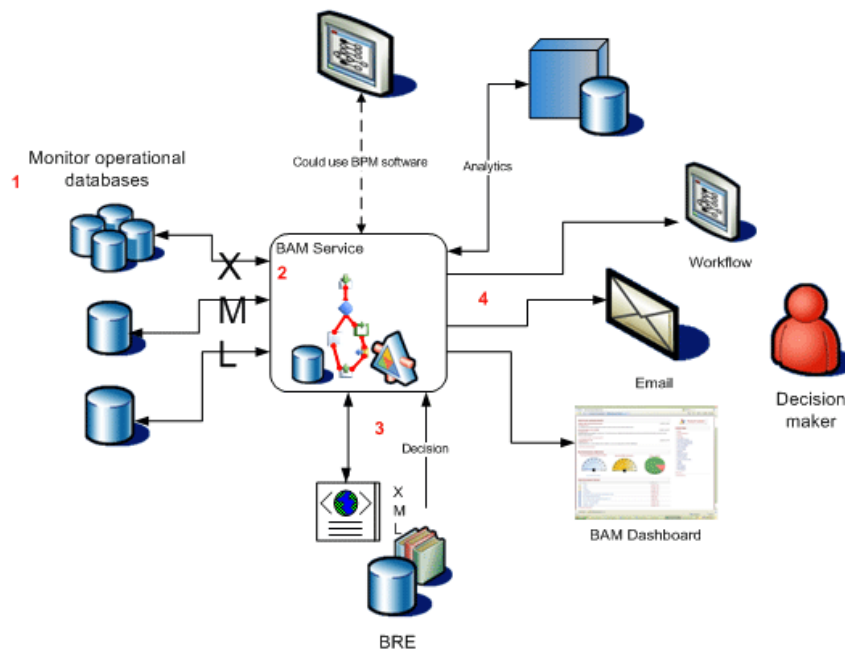 Could use BPM software
Analytics
Monitor operational
databases
1
X
M
L
BAM Service
2
4
Workflow
Email
Decision
maker
3
Decision
X
M
L
BAM Dashboard
BRE